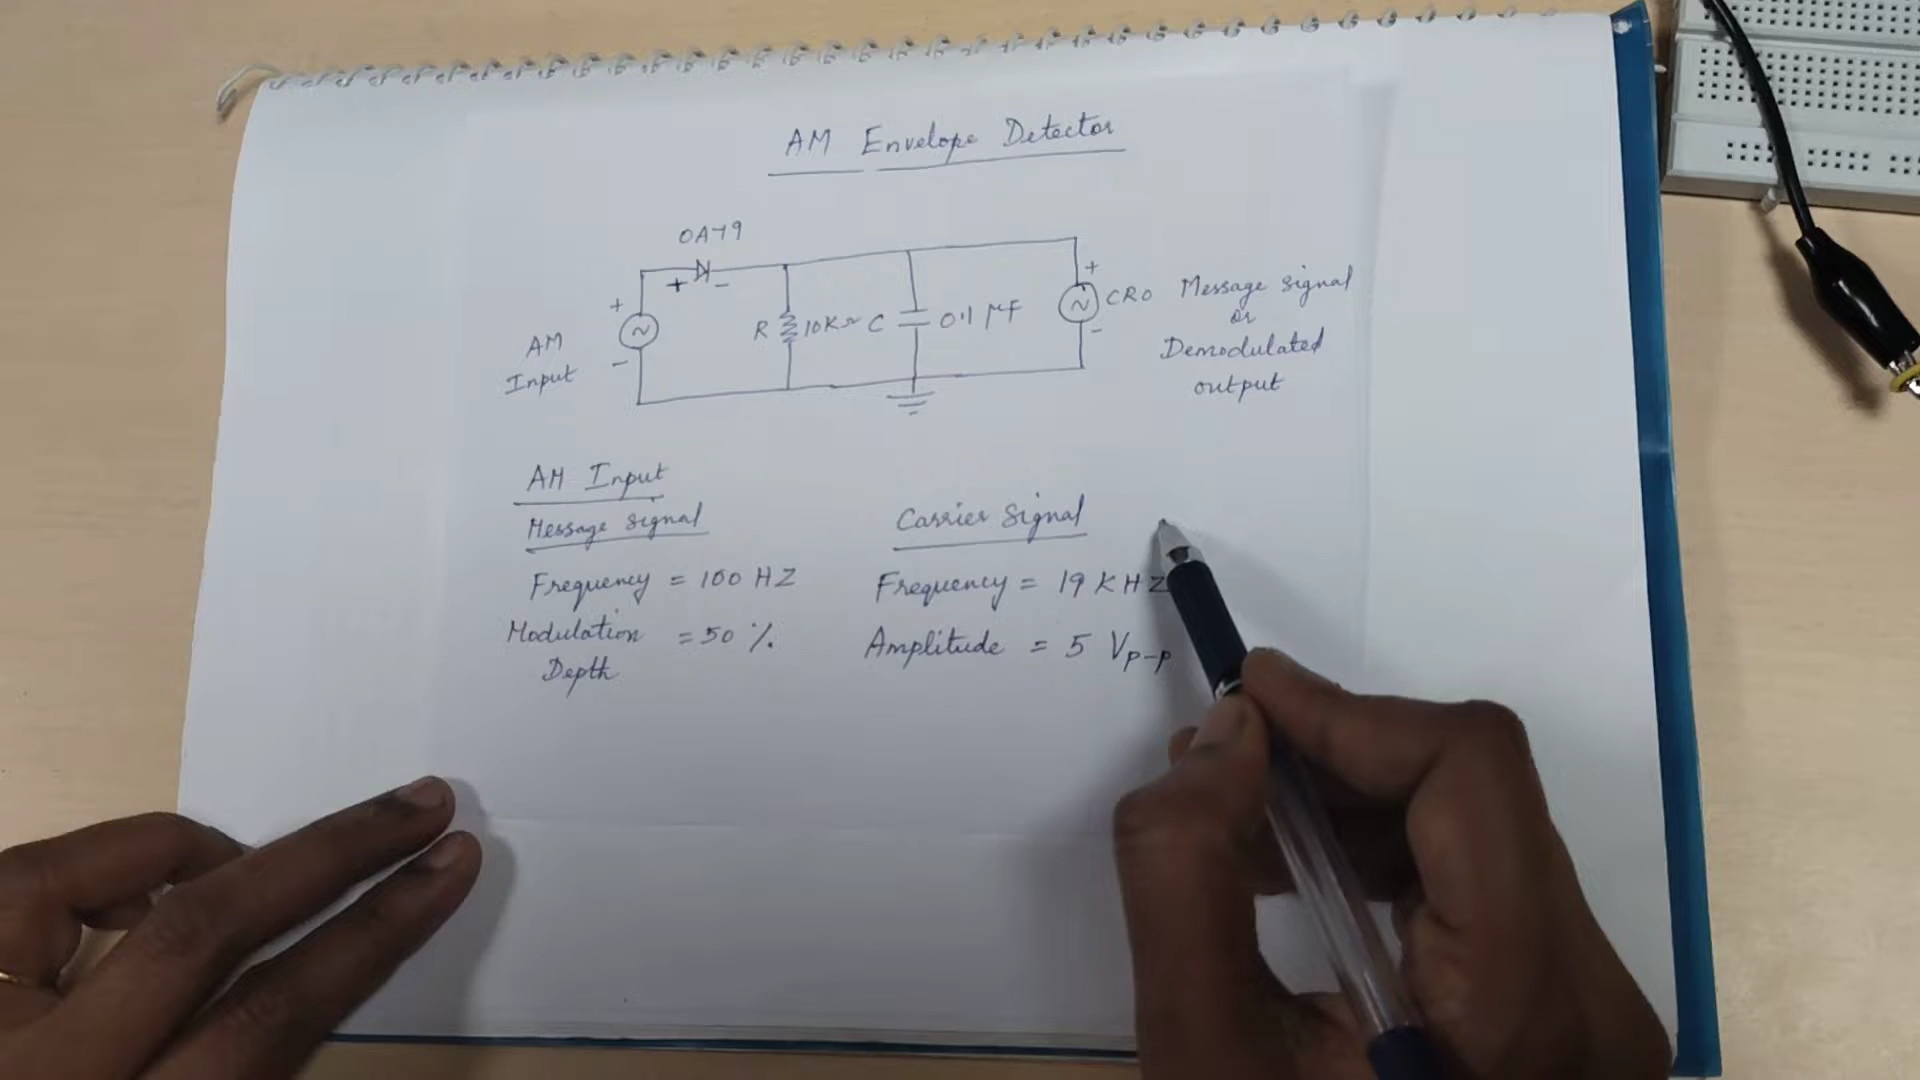 AM Envelope Detector
OA79
+ -
+
AM
Input
-
R 10KΩ C 0.1 μF
+
CRO
-
Message signal
or
Demodulated
output
AM Input
Message signal
Frequency = 100 HZ
Modulation = 50 %
Depth
Carrier Signal
Frequency = 19 KHZ
Amplitude = 5 Vp-p